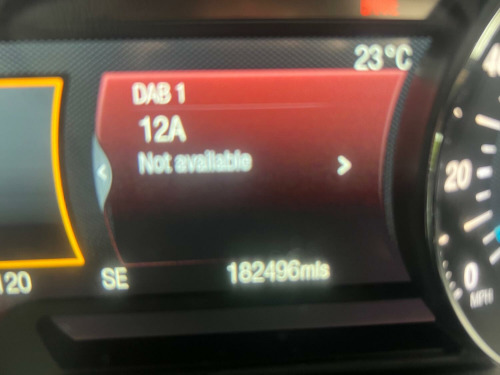 23°C
DAB 1
12A
Not available
120
SE
182496mls
40
20
0
MPH